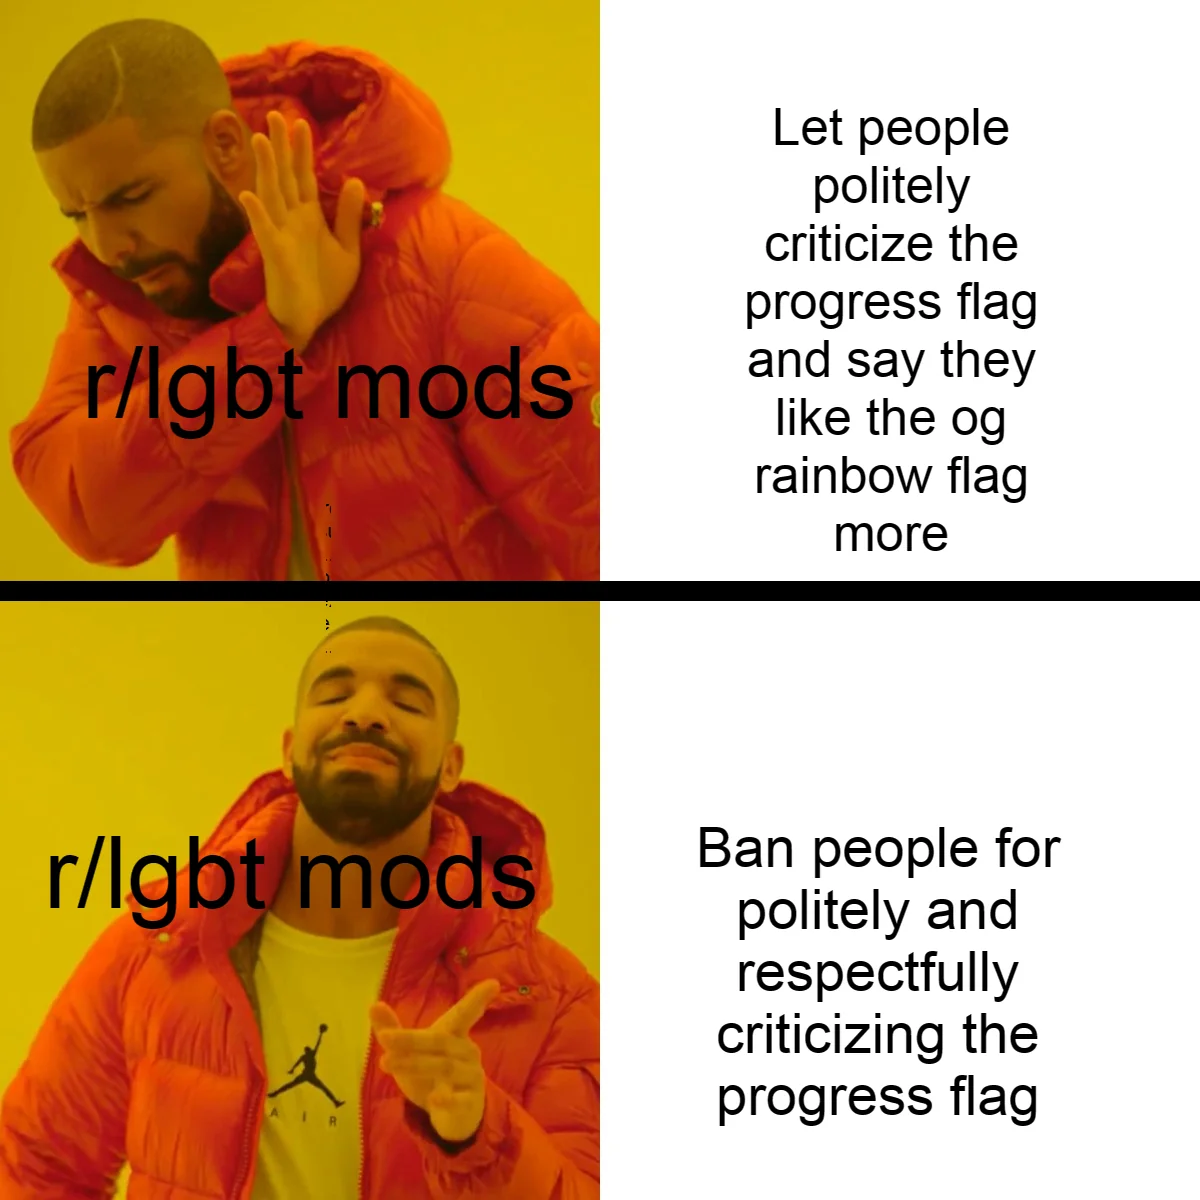 Let people
politely
criticize the
progress flag
and say they
like the og
rainbow flag
more
r/lgbt mods
r/lgbt mods
Ban people for
politely and
respectfully
criticizing the
progress flag
AIR